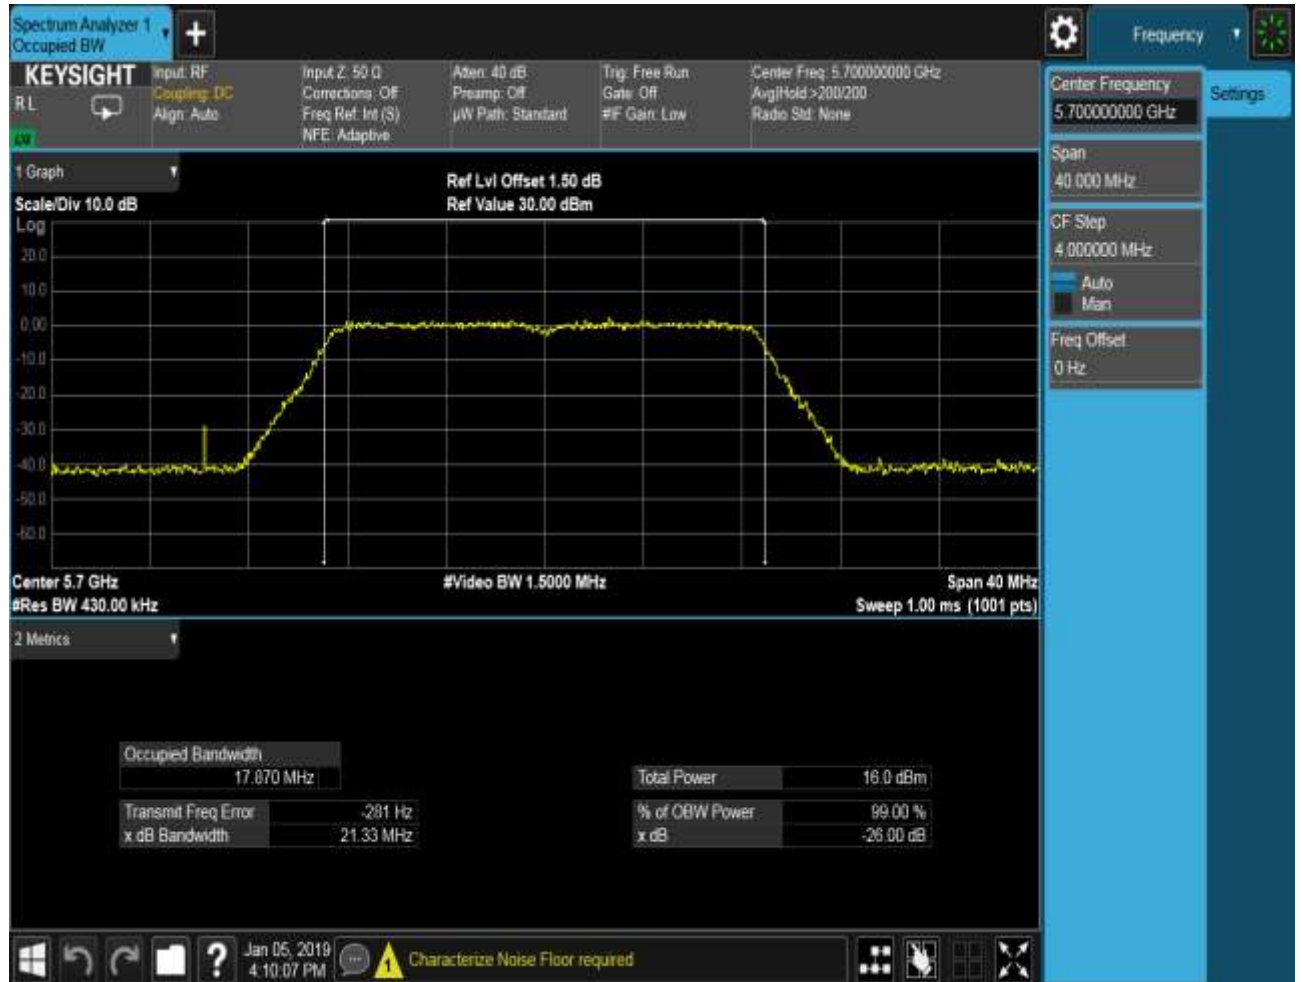 Spectrum Analyzer 1
Occupied BW
Frequency
KEYSIGHT
RL
Input: RF
Coupling: DC
Align: Auto
Input Z: 50 Ω
Corrections: Off
Freq Ref: Int (S)
NFE: Adaptive
Atten: 40 dB
Preamp: Off
µW Path: Standard
Trig: Free Run
Gate: Off
#IF Gain: Low
Center Freq: 5.700000000 GHz
Avg|Hold:>200/200
Radio Std: None
Center Frequency
5.700000000 GHz
Settings
Span
40.000 MHz
CF Step
4.000000 MHz
Auto
Man
Freq Offset
0 Hz
1 Graph
Scale/Div 10.0 dB
Ref Lvl Offset 1.50 dB
Ref Value 30.00 dBm
Log
20.0
10.0
0.00
-10.0
-20.0
-30.0
-40.0
-50.0
-60.0
Center 5.7 GHz
#Video BW 1.5000 MHz
Span 40 MHz
#Res BW 430.00 kHz
Sweep 1.00 ms (1001 pts)
2 Metrics
Occupied Bandwidth
17.870 MHz
Total Power 16.0 dBm
Transmit Freq Error -281 Hz
% of OBW Power 99.00 %
x dB Bandwidth 21.33 MHz
x dB -26.00 dB
Jan 05, 2019
4:10:07 PM
?
1
Characterize Noise Floor required